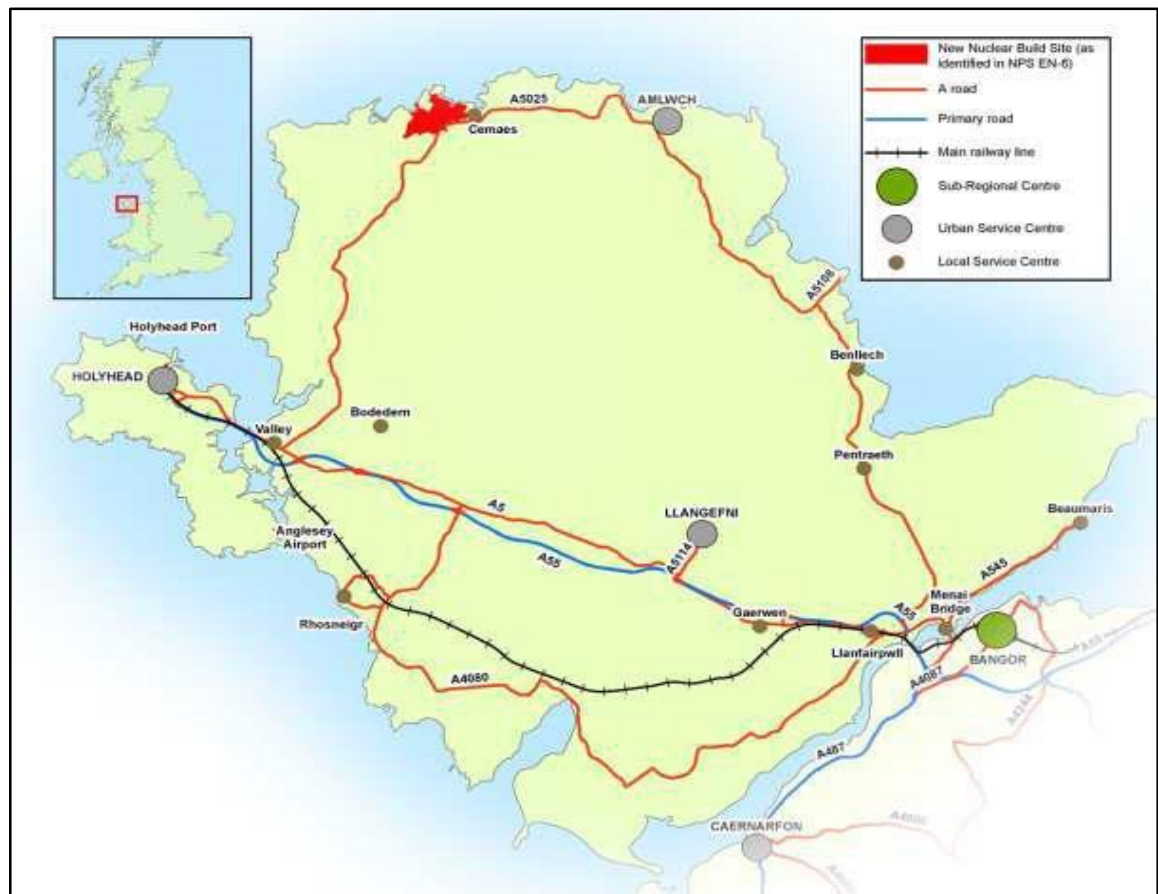 New Nuclear Build Site (as
identified in NPS EN-6)
A road
Primary road
Main railway line
Sub-Regional Centre
Urban Service Centre
Local Service Centre
A5025
AMLWCH
Cemaes
A5108
Holyhead Port
HOLYHEAD
Benllech
Bodedern
Valley
Pentraeth
A5
LLANGEFNI
Beaumaris
Anglesey
Airport
A55
A5114
A545
Menai
Bridge
A55
Gaerwen
Rhosneigr
Llanfairpwll
BANGOR
A4080
A4087
A487
CAERNARFON